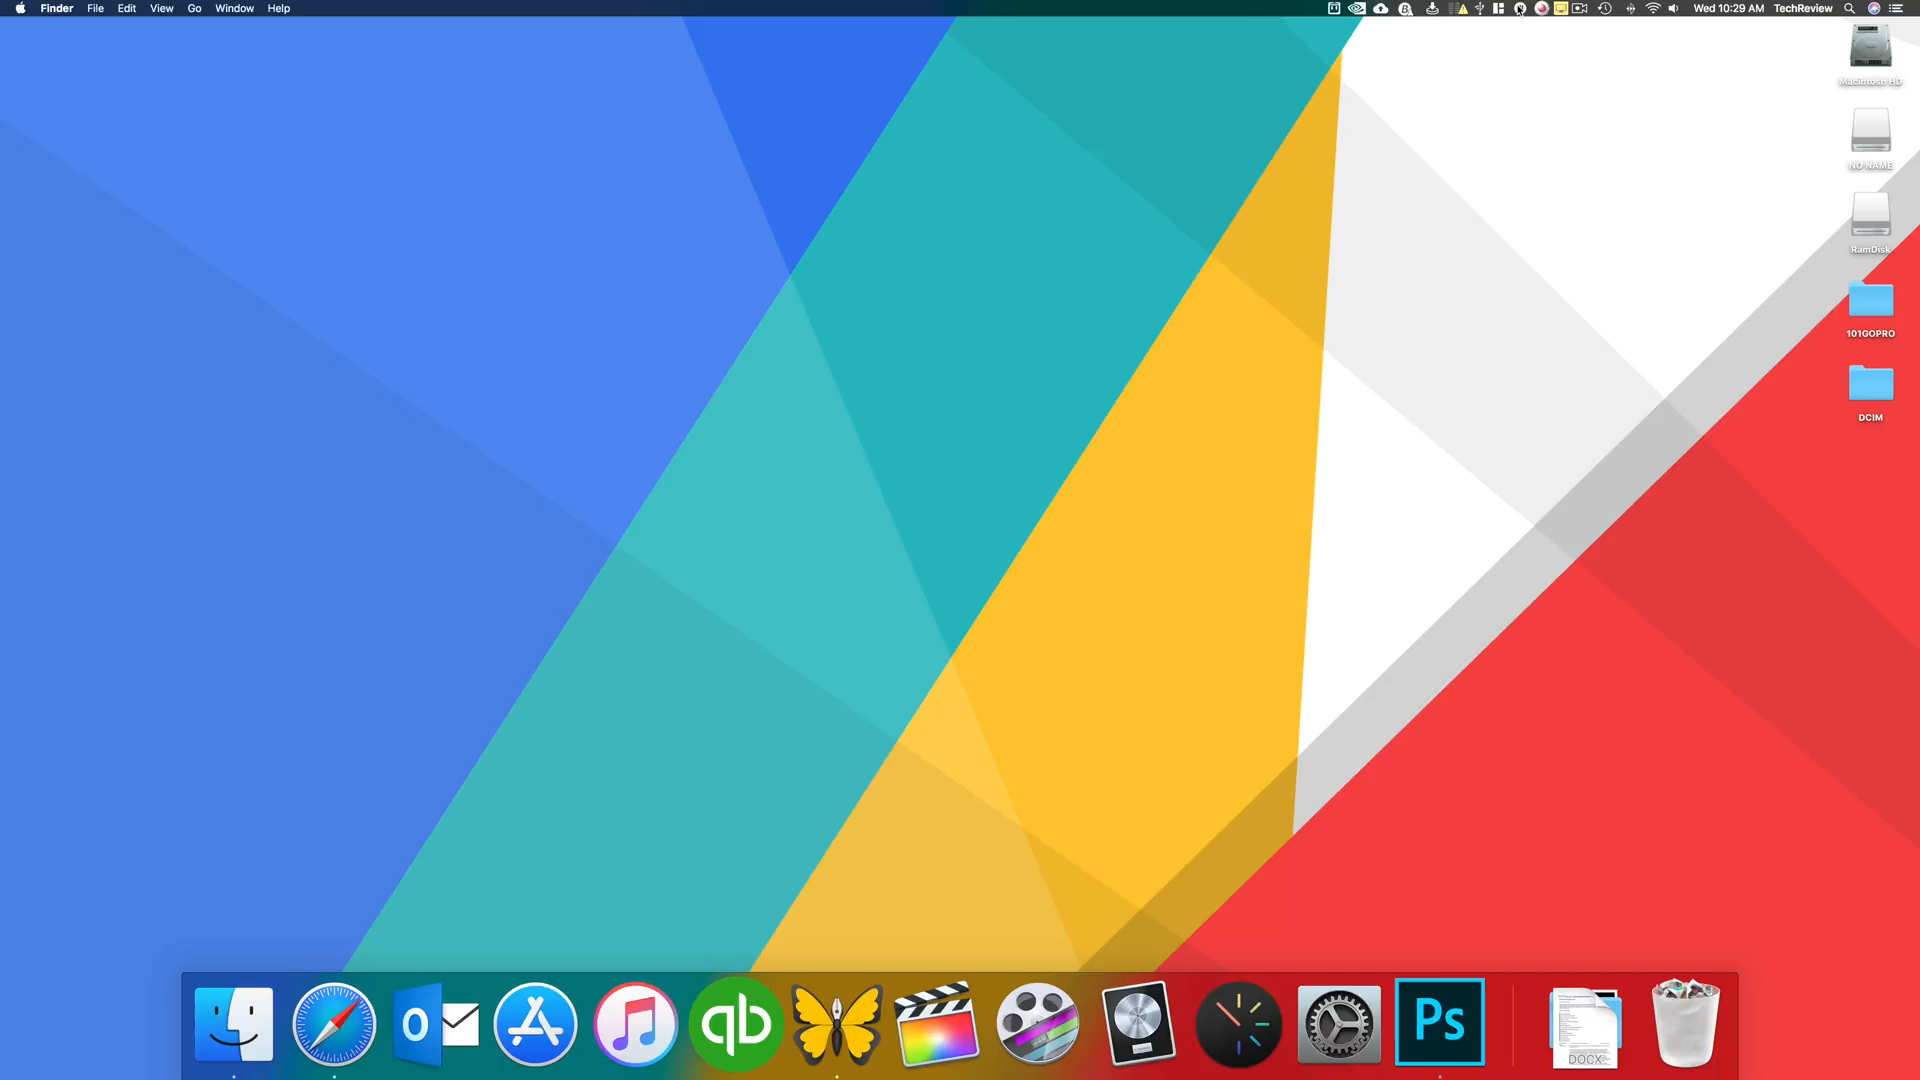 Finder File Edit View Go Window Help
Wed 10:29 AM TechReview
Macintosh HD
NO NAME
RamDisk
101GOPRO
DCIM
O
qb
Ps
DOCX